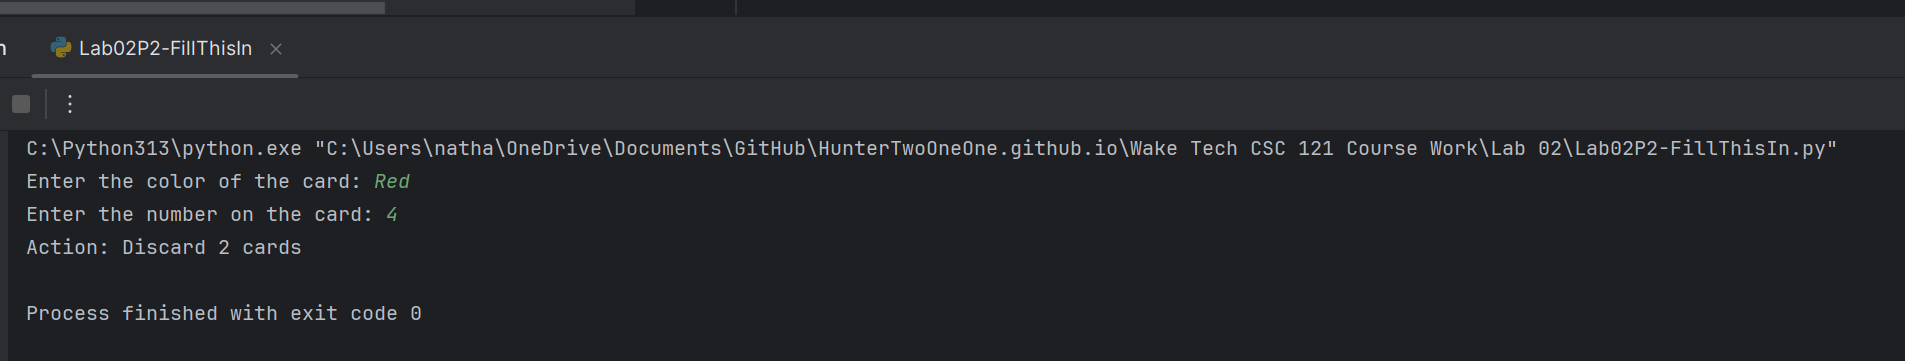 n Lab02P2-FillThisIn ×
C:\Python313\python.exe "C:\Users\natha\OneDrive\Documents\GitHub\HunterTwoOneOne.github.io\Wake Tech CSC 121 Course Work\Lab 02\Lab02P2-FillThisIn.py"
Enter the color of the card: Red
Enter the number on the card: 4
Action: Discard 2 cards
Process finished with exit code 0